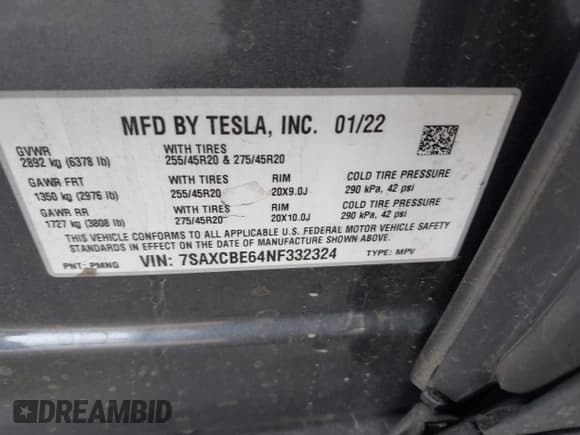 MFD BY TESLA, INC. 01/22
GVWR
2892 kg (6378 lb)
WITH TIRES
255/45R20 & 275/45R20
GAWR FRT
1350 kg (2976 lb)
WITH TIRES
255/45R20
RIM
20X9.0J
COLD TIRE PRESSURE
290 kPa, 42 psi
GAWR RR
1727 kg (3808 lb)
WITH TIRES
275/45R20
RIM
20X10.0J
COLD TIRE PRESSURE
290 kPa, 42 psi
THIS VEHICLE CONFORMS TO ALL APPLICABLE U.S. FEDERAL MOTOR VEHICLE SAFETY
STANDARDS IN EFFECT ON THE DATE OF MANUFACTURE SHOWN ABOVE.
PNT: PMNG VIN: 7SAXCBE64NF332324 TYPE: MPV
DREAMBID